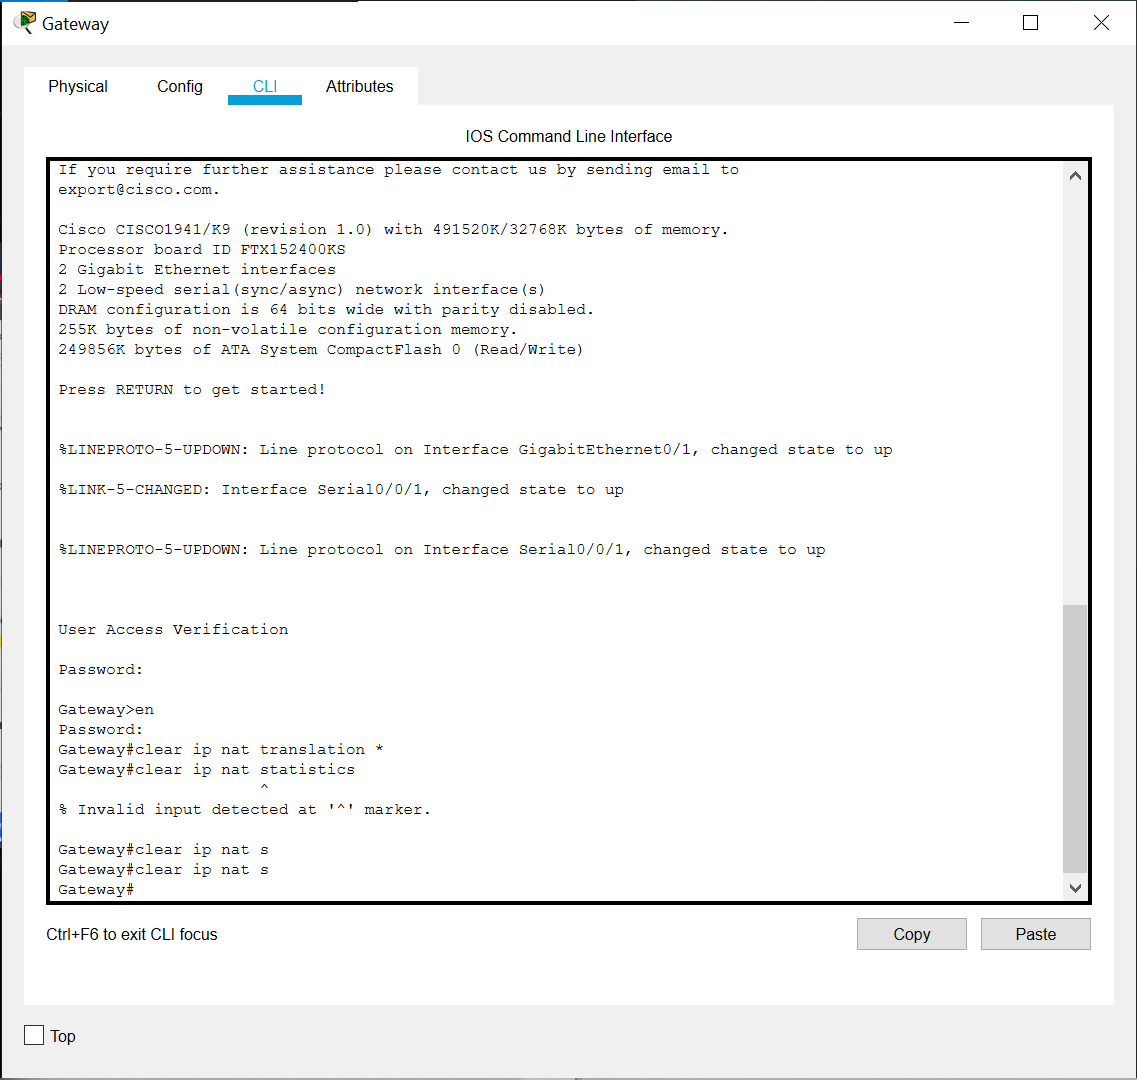 Gateway
Physical Config CLI Attributes
IOS Command Line Interface
If you require further assistance please contact us by sending email to
export@cisco.com.
Cisco CISCO1941/K9 (revision 1.0) with 491520K/32768K bytes of memory.
Processor board ID FTX152400KS
2 Gigabit Ethernet interfaces
2 Low-speed serial(sync/async) network interface(s)
DRAM configuration is 64 bits wide with parity disabled.
255K bytes of non-volatile configuration memory.
249856K bytes of ATA System CompactFlash 0 (Read/Write)
Press RETURN to get started!
%LINEPROTO-5-UPDOWN: Line protocol on Interface GigabitEthernet0/1, changed state to up
%LINK-5-CHANGED: Interface Serial0/0/1, changed state to up
%LINEPROTO-5-UPDOWN: Line protocol on Interface Serial0/0/1, changed state to up
User Access Verification
Password:
Gateway>en
Password:
Gateway#clear ip nat translation *
Gateway#clear ip nat statistics
^
% Invalid input detected at '^' marker.
Gateway#clear ip nat s
Gateway#clear ip nat s
Gateway#
Ctrl+F6 to exit CLI focus
Copy Paste
Top